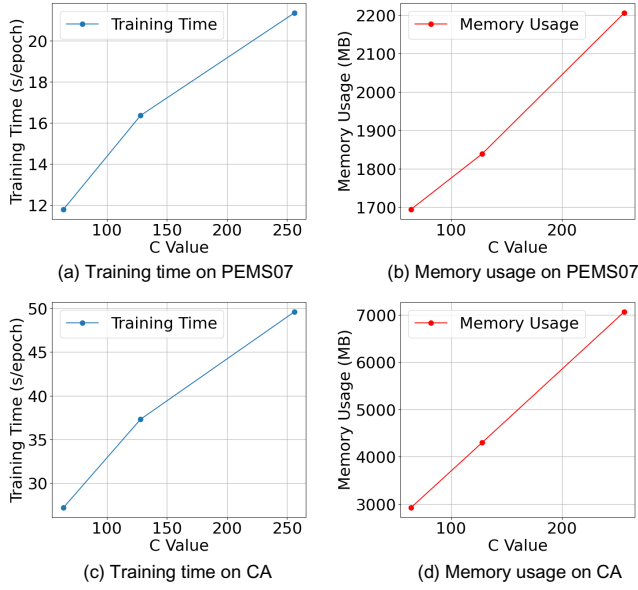 Training Time
Training Time (s/epoch)
20
18
16
14
12
100
150
200
250
C Value
(a) Training time on PEMS07
Memory Usage
Memory Usage (MB)
2200
2100
2000
1900
1800
1700
100
200
C Value
(b) Memory usage on PEMS07
Training Time
Training Time (s/epoch)
50
45
40
35
30
100
150
200
250
C Value
(c) Training time on CA
Memory Usage
Memory Usage (MB)
7000
6000
5000
4000
3000
100
200
C Value
(d) Memory usage on CA